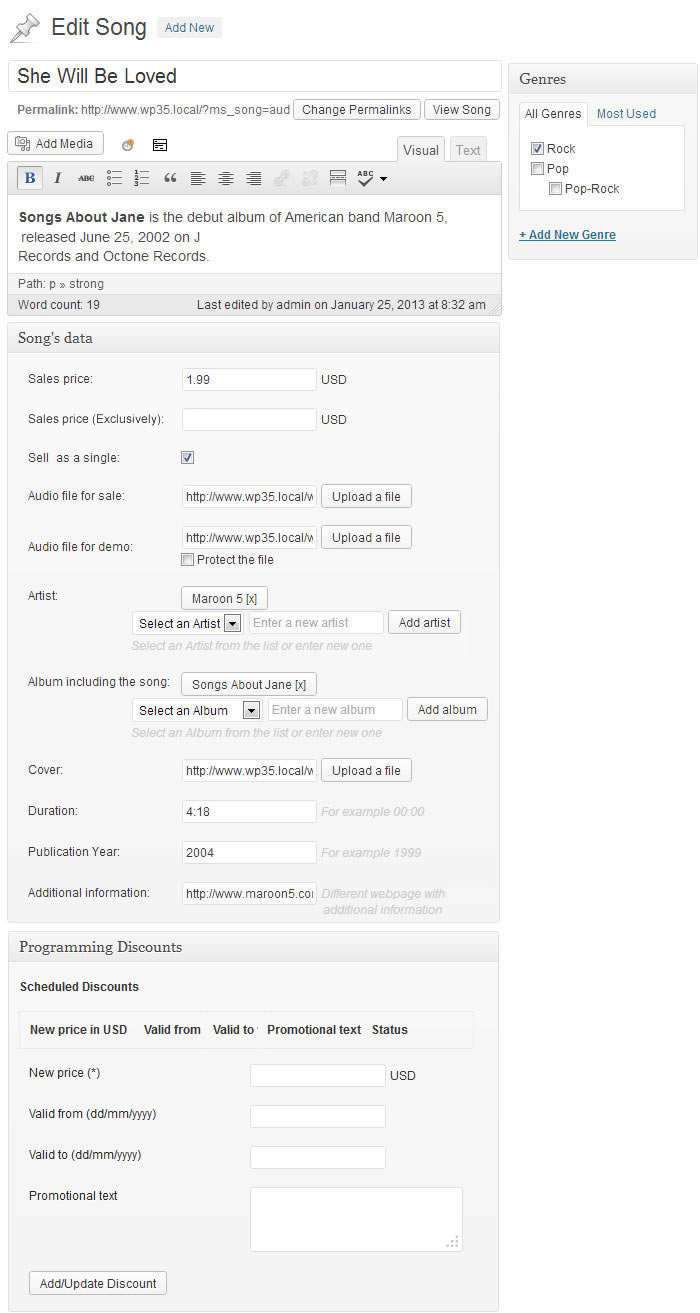 Edit Song Add New
She Will Be Loved
Permalink: http://www.wp35.local/?ms_song=aud Change Permalinks View Song
Add Media
Visual Text
B I ABC ABC
Songs About Jane is the debut album of American band Maroon 5,
released June 25, 2002 on J
Records and Octone Records.
Path: p » strong
Word count: 19 Last edited by admin on January 25, 2013 at 8:32 am
Genres
All Genres Most Used
Rock
Pop
Pop-Rock
+ Add New Genre
Song's data
Sales price: 1.99 USD
Sales price (Exclusively): USD
Sell as a single:
Audio file for sale: http://www.wp35.local/w Upload a file
Audio file for demo: http://www.wp35.local/w Upload a file
Protect the file
Artist: Maroon 5 [x]
Select an Artist Enter a new artist Add artist
Select an Artist from the list or enter new one
Album including the song: Songs About Jane [x]
Select an Album Enter a new album Add album
Select an Album from the list or enter new one
Cover: http://www.wp35.local/w Upload a file
Duration: 4:18 For example 00:00
Publication Year: 2004 For example 1999
Additional information: http://www.maroon5.com Different webpage with
additional information
Programming Discounts
Scheduled Discounts
New price in USD Valid from Valid to Promotional text Status
New price (*) USD
Valid from (dd/mm/yyyy)
Valid to (dd/mm/yyyy)
Promotional text
Add/Update Discount